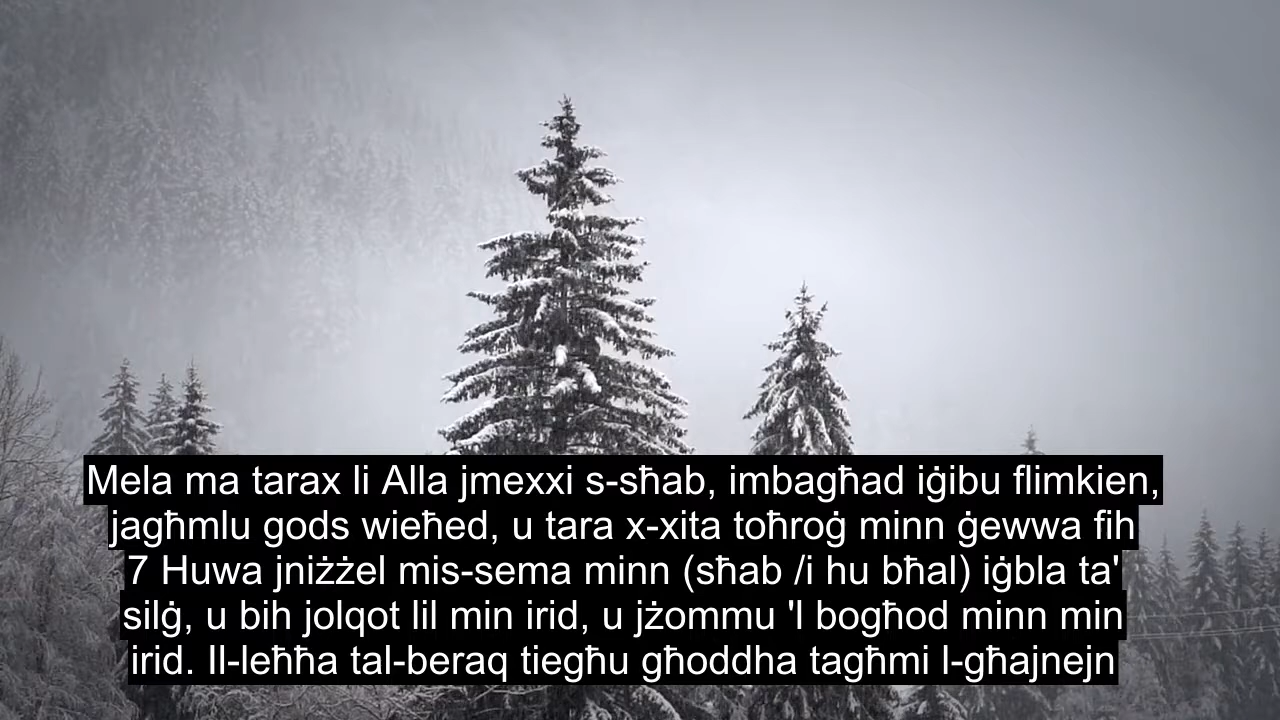 Mela ma tarax li Alla jmexxi s-sħab, imbagħad iġibu flimkien,
jagħmlu gods wieħed, u tara x-xita toħroġ minn ġewwa fih
7 Huwa jniżżel mis-sema minn (sħab /i hu bħal) iġbla ta'
silġ, u bih jolqot lil min irid, u jżommu 'l bogħod minn min
irid. Il-leħħa tal-beraq tiegħu għoddha tagħmi l-għajnejn